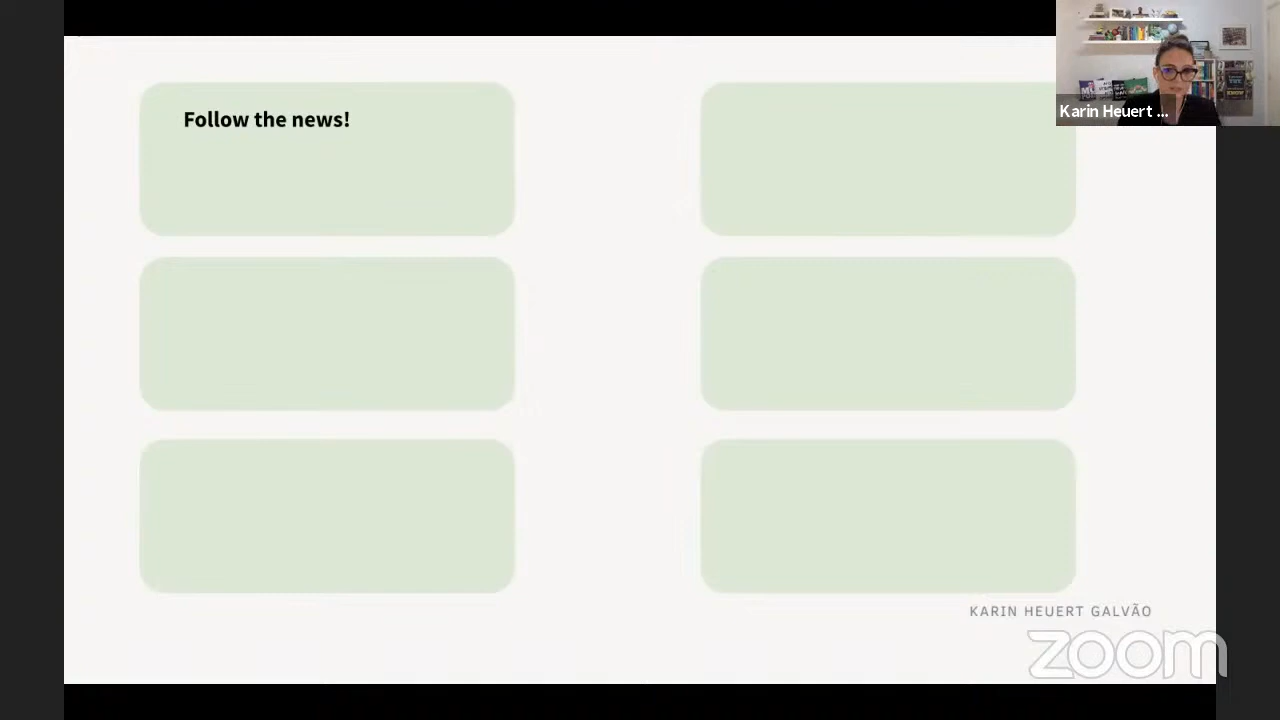 Follow the news!
Karin Heuert ...
KARIN HEUERT GALVÃO
zoom